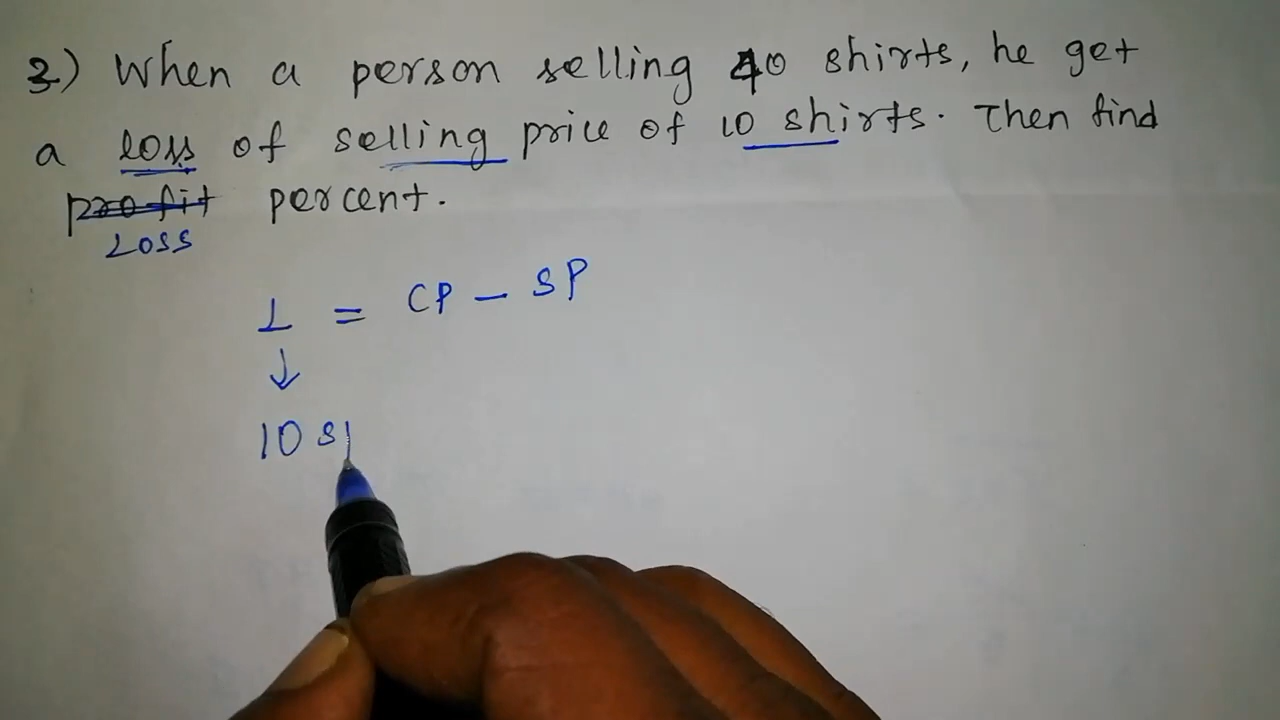 3) When a person selling 40 shirts, he get
a loss of selling price of 10 shirts. Then find
profit percent.
Loss
L = CP - SP
↓
10 S